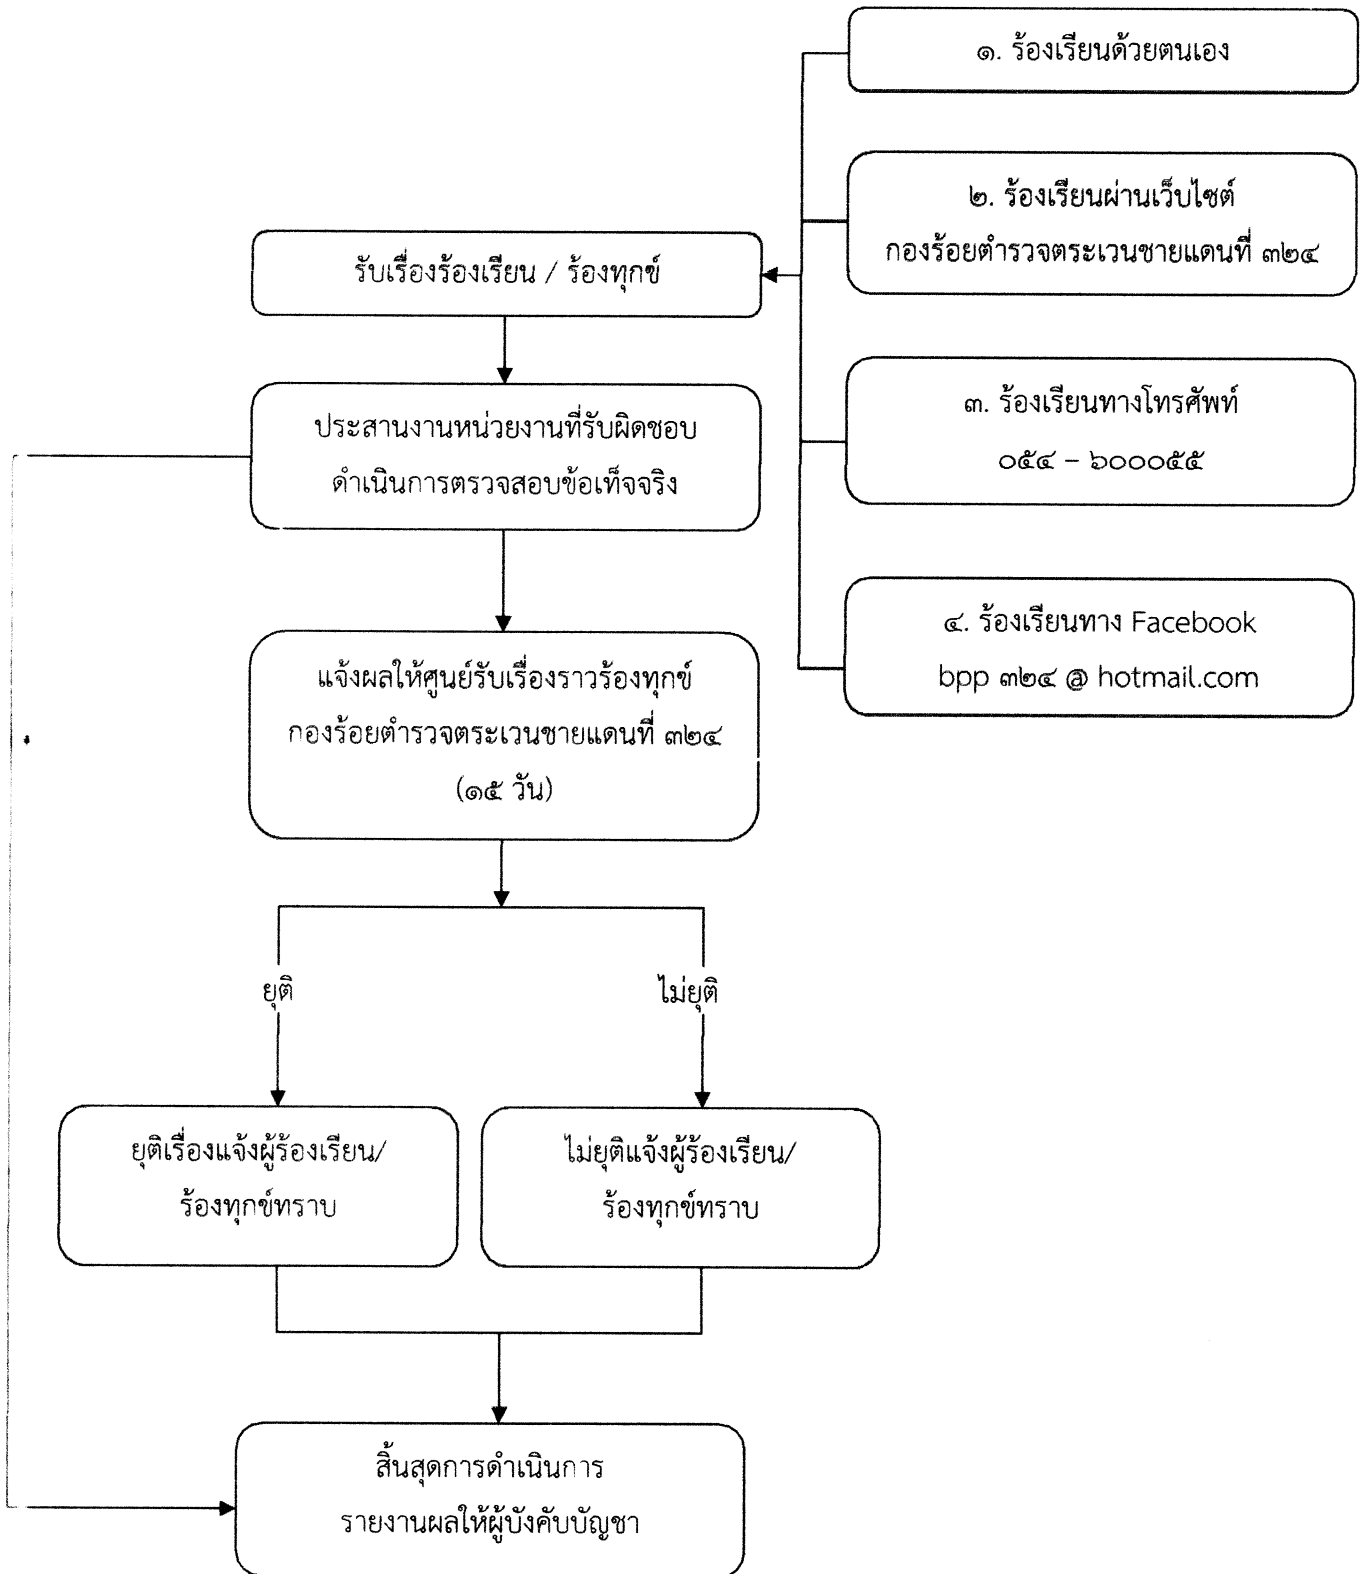 ๑. ร้องเรียนด้วยตนเอง
๒. ร้องเรียนผ่านเว็บไซต์
กองร้อยตำรวจตระเวนชายแดนที่ ๓๒๔
รับเรื่องร้องเรียน / ร้องทุกข์
๓. ร้องเรียนทางโทรศัพท์
๐๕๔ – ๖๐๐๐๕๕
ประสานงานหน่วยงานที่รับผิดชอบ
ดำเนินการตรวจสอบข้อเท็จจริง
๔. ร้องเรียนทาง Facebook
bpp ๓๒๔ @ hotmail.com
แจ้งผลให้ศูนย์รับเรื่องราวร้องทุกข์
กองร้อยตำรวจตระเวนชายแดนที่ ๓๒๔
(๑๕ วัน)
ยุติ
ไม่ยุติ
ยุติเรื่องแจ้งผู้ร้องเรียน/
ร้องทุกข์ทราบ
ไม่ยุติแจ้งผู้ร้องเรียน/
ร้องทุกข์ทราบ
สิ้นสุดการดำเนินการ
รายงานผลให้ผู้บังคับบัญชา